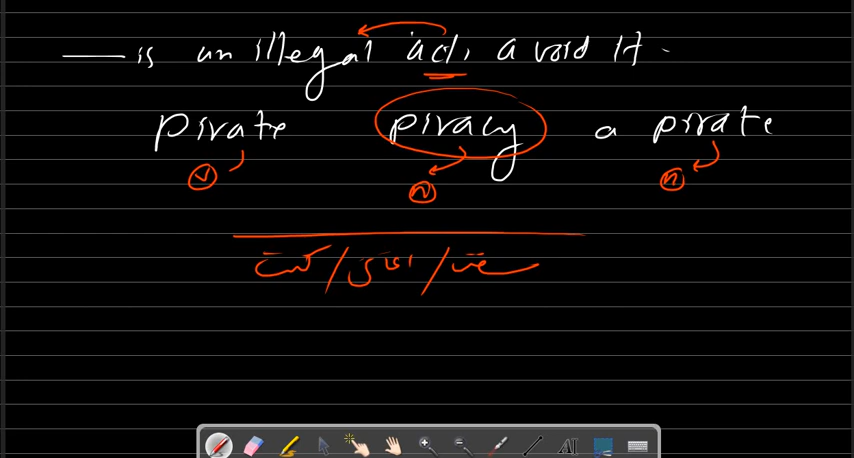 —— is an illegal act. avoid it.
pirate piracy a pirate
v n n